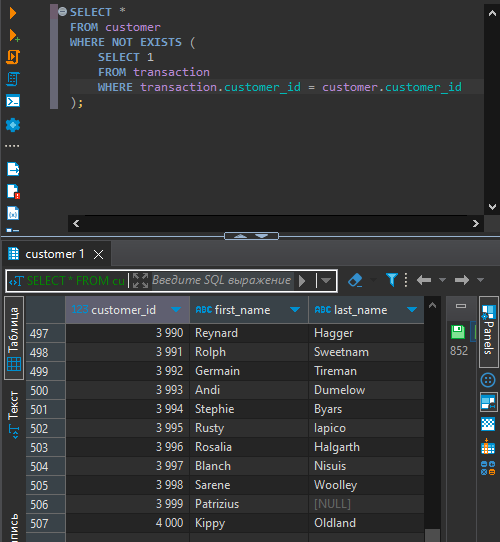 SELECT *
FROM customer
WHERE NOT EXISTS (
SELECT 1
FROM transaction
WHERE transaction.customer_id = customer.customer_id
);
customer 1
SELECT * FROM cu
Введите SQL выражение
Таблица
Текст
пись
123 customer_id
ABC first_name
ABC last_name
497 3 990 Reynard Hagger
498 3 991 Rolph Sweetnam
499 3 992 Germain Tireman
500 3 993 Andi Dumelow
501 3 994 Stephie Byars
502 3 995 Rusty Iapico
503 3 996 Rosalia Halgarth
504 3 997 Blanch Nisuis
505 3 998 Sarene Woolley
506 3 999 Patrizius [NULL]
507 4 000 Kippy Oldland
852
Panels